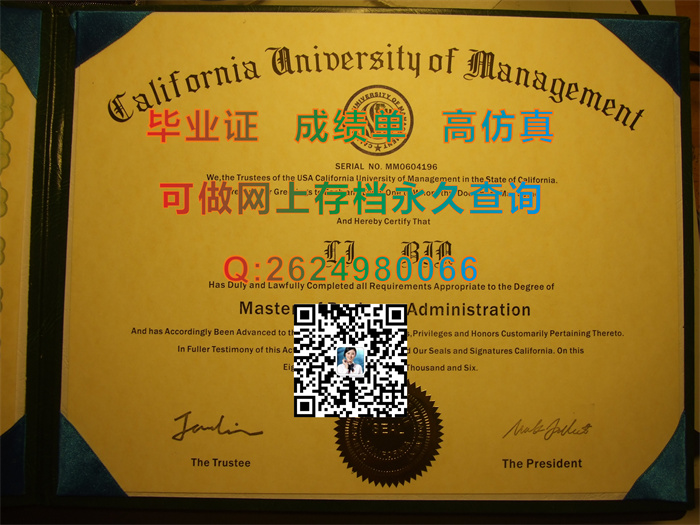 California University of Management
毕业证 成绩单 高仿真
SERIAL NO. MM0604196
We, the Trustees of the USA California University of Management in the State of California.
可做网上存档永久查询
And Hereby Certify That
LI BIN
Q:2624980066
Has Duly and Lawfully Completed all Requirements Appropriate to the Degree of
Master Administration
And has Accordingly Been Advanced to Privileges and Honors Customarily Pertaining Thereto.
In Fuller Testimony of this Our Seals and Signatures California. On this
Thousand and Six.
The Trustee
The President